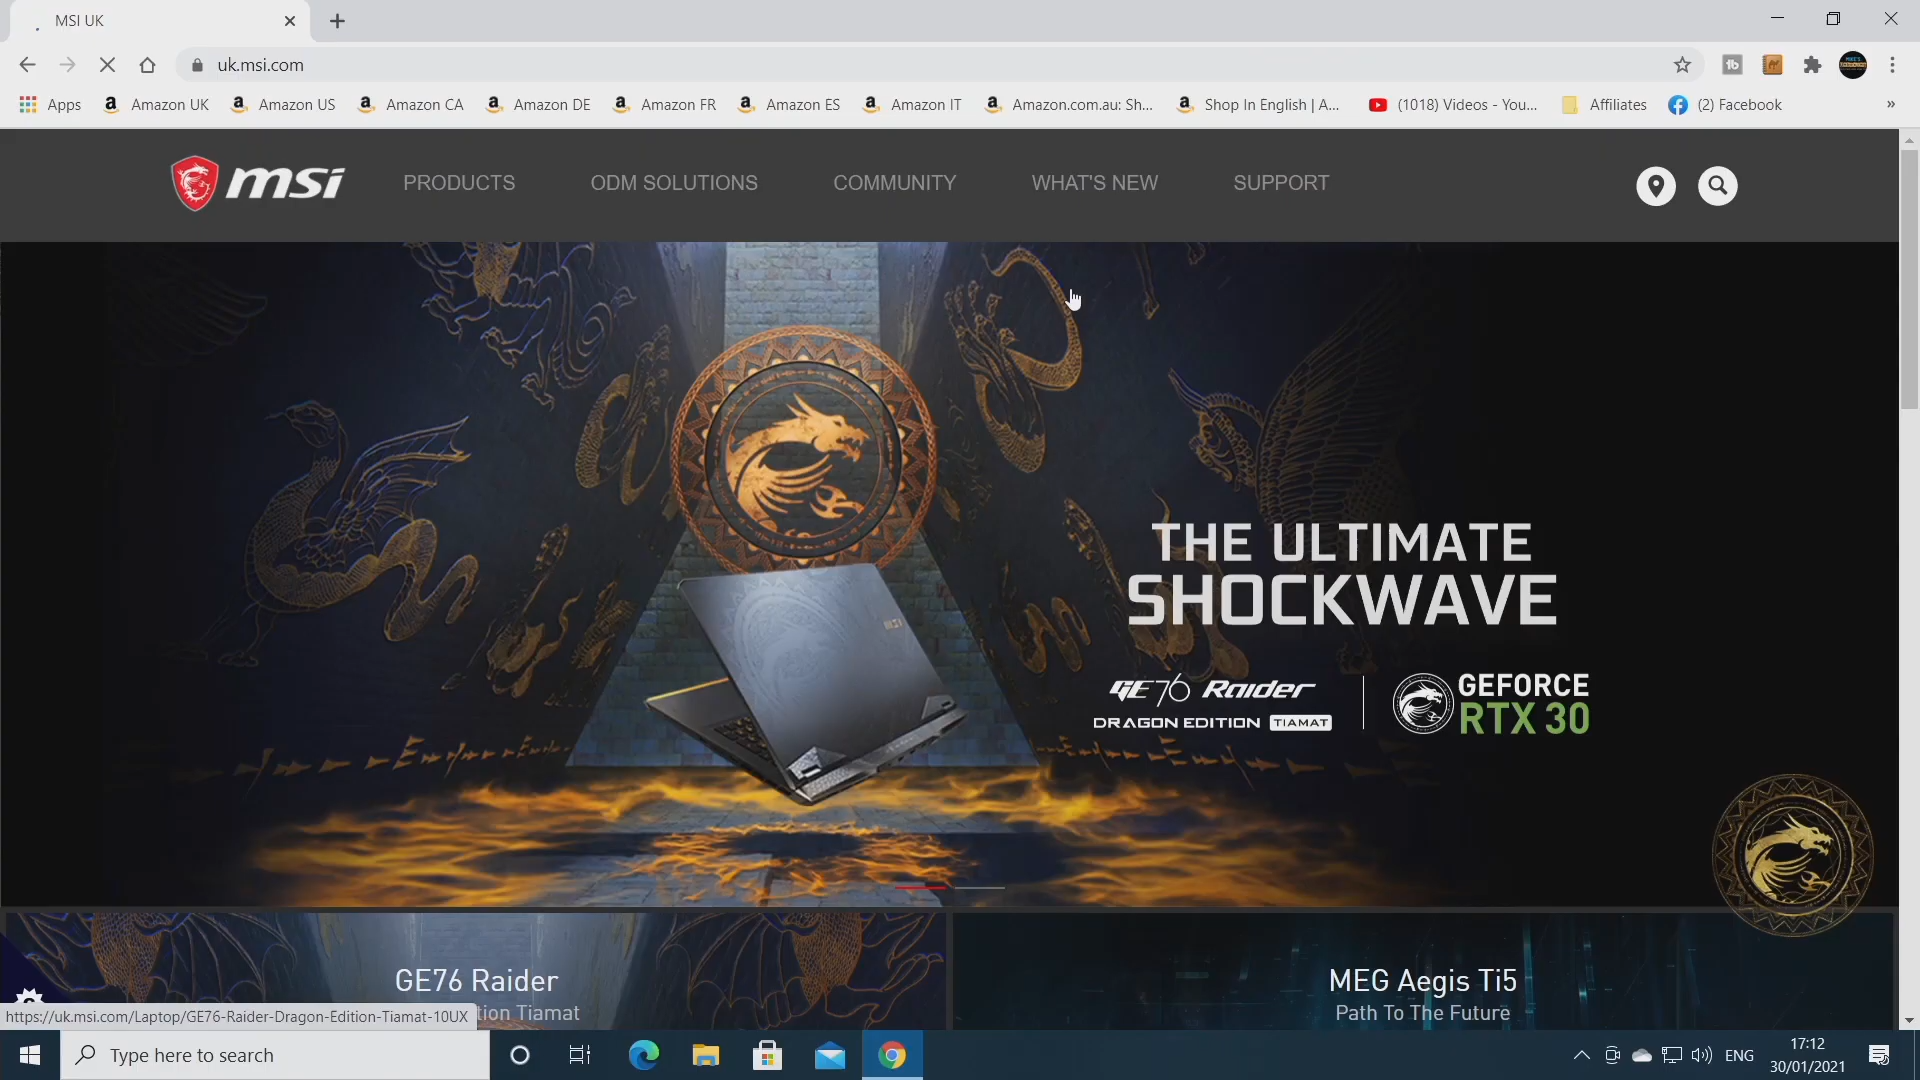 MSI UK
uk.msi.com
Apps
Amazon UK
Amazon US
Amazon CA
Amazon DE
Amazon FR
Amazon ES
Amazon IT
Amazon.com.au: Sh...
Shop In English | A...
(1018) Videos - You...
Affiliates
(2) Facebook
»
msi
PRODUCTS
ODM SOLUTIONS
COMMUNITY
WHAT'S NEW
SUPPORT
THE ULTIMATE
SHOCKWAVE
GE76 Raider
DRAGON EDITION TIAMAT
GEFORCE
RTX 30
GE76 Raider
tion Tiamat
MEG Aegis Ti5
Path To The Future
https://uk.msi.com/Laptop/GE76-Raider-Dragon-Edition-Tiamat-10UX
Type here to search
ENG
17:12
30/01/2021